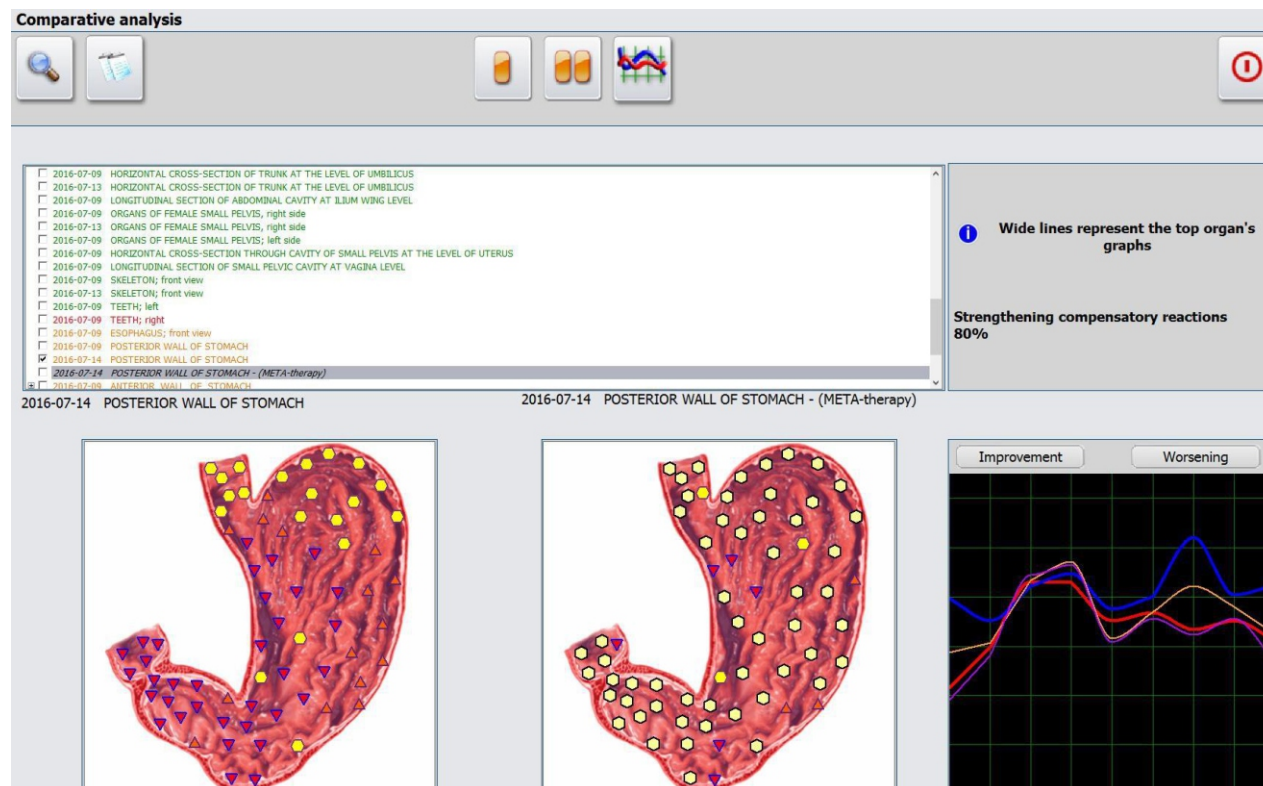 Comparative analysis
2016-07-09 HORIZONTAL CROSS-SECTION OF TRUNK AT THE LEVEL OF UMBILICUS
2016-07-13 HORIZONTAL CROSS-SECTION OF TRUNK AT THE LEVEL OF UMBILICUS
2016-07-09 LONGITUDINAL SECTION OF ABDOMINAL CAVITY AT ILIUM WING LEVEL
2016-07-09 ORGANS OF FEMALE SMALL PELVIS, right side
2016-07-13 ORGANS OF FEMALE SMALL PELVIS, right side
2016-07-09 ORGANS OF FEMALE SMALL PELVIS; left side
2016-07-09 HORIZONTAL CROSS-SECTION THROUGH CAVITY OF SMALL PELVIS AT THE LEVEL OF UTERUS
2016-07-09 LONGITUDINAL SECTION OF SMALL PELVIC CAVITY AT VAGINA LEVEL
2016-07-09 SKELETON; front view
2016-07-13 SKELETON; front view
2016-07-09 TEETH; left
2016-07-09 TEETH; right
2016-07-09 ESOPHAGUS; front view
2016-07-09 POSTERIOR WALL OF STOMACH
2016-07-14 POSTERIOR WALL OF STOMACH
2016-07-14 POSTERIOR WALL OF STOMACH - (META-therapy)
2016-07-09 ANTERIOR WALL OF STOMACH
Wide lines represent the top organ's
graphs
Strengthening compensatory reactions
80%
2016-07-14 POSTERIOR WALL OF STOMACH
2016-07-14 POSTERIOR WALL OF STOMACH - (META-therapy)
Improvement
Worsening